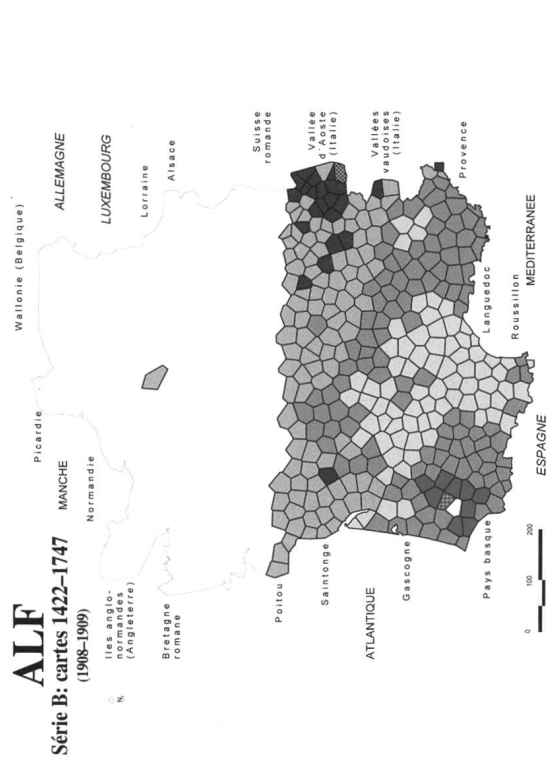 ALF
Série B: cartes 1422–1747
(1908–1909)
N
Iles anglo-
normandes
(Angleterre)
Bretagne
romane
Normandie
MANCHE
Picardie
Wallonie (Belgique)
ALLEMAGNE
LUXEMBOURG
Lorraine
Alsace
Suisse
romande
Vallée
d'Aoste
(Italie)
Vallées
vaudoises
(Italie)
Provence
MEDITERRANEE
Languedoc
Roussillon
ESPAGNE
Pays basque
Gascogne
ATLANTIQUE
Saintonge
Poitou
0 100 200